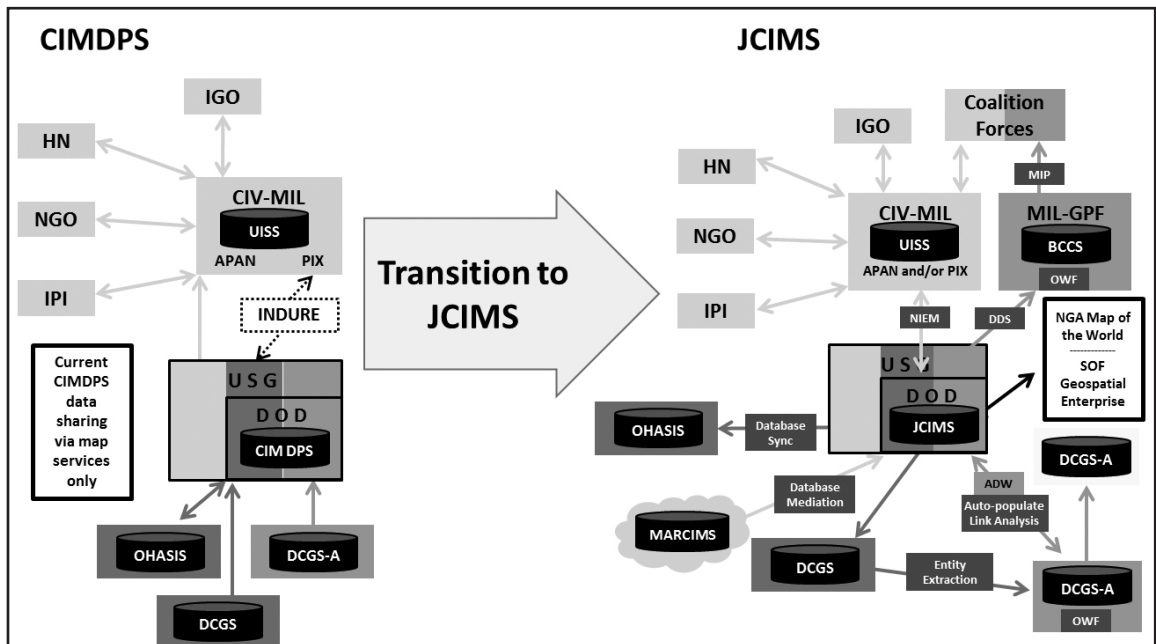 CIMDPS
IGO
HN
NGO
IPI
CIV-MIL
UISS
APAN PIX
INDURE
Current
CIMDPS
data
sharing
via map
services
only
U S G
D O D
CIM DPS
OHASIS
DCGS-A
DCGS
Transition to
JCIMS
JCIMS
IGO
Coalition
Forces
HN
NGO
IPI
MIP
CIV-MIL
UISS
APAN and/or PIX
MIL-GPF
BCCS
OWF
NIEM
DDS
NGA Map of
the World
-------------
SOF
Geospatial
Enterprise
U S G
D O D
JCIMS
OHASIS
Database
Sync
Database
Mediation
MARCIMS
DCGS
Entity
Extraction
ADW
Auto-populate
Link Analysis
DCGS-A
DCGS-A
OWF